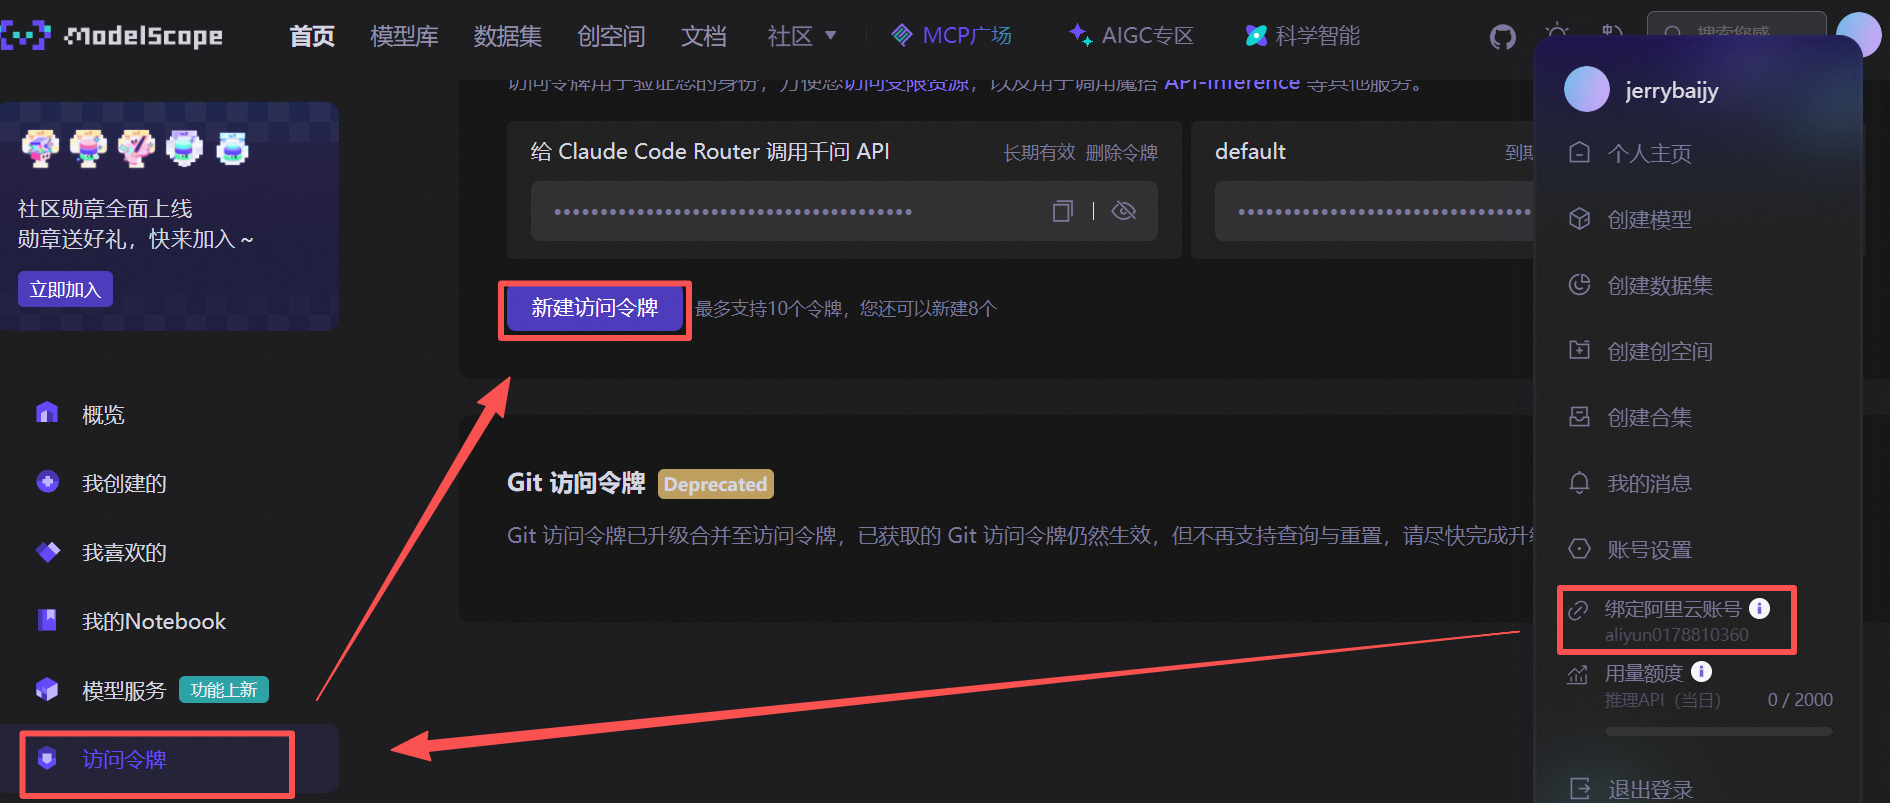 ModelScope
首页 模型库 数据集 创空间 文档 社区 MCP广场 AIGC专区 科学智能
搜索您感
访问令牌用于验证您的身份，方便您访问受限资源，以及用于调用魔搭 API-Inference 等其他服务。
给 Claude Code Router 调用千问 API 长期有效 删除令牌
default 到期
新建访问令牌 最多支持10个令牌，您还可以新建8个
Git 访问令牌 Deprecated
Git 访问令牌已升级合并至访问令牌，已获取的 Git 访问令牌仍然生效，但不再支持查询与重置，请尽快完成升级
社区勋章全面上线
勋章送好礼，快来加入 ~
立即加入
概览
我创建的
我喜欢的
我的Notebook
模型服务 功能上新
访问令牌
jerrybaijy
个人主页
创建模型
创建数据集
创建创空间
创建合集
我的消息
账号设置
绑定阿里云账号
aliyun0178810360
用量额度
推理API（当日） 0 / 2000
退出登录